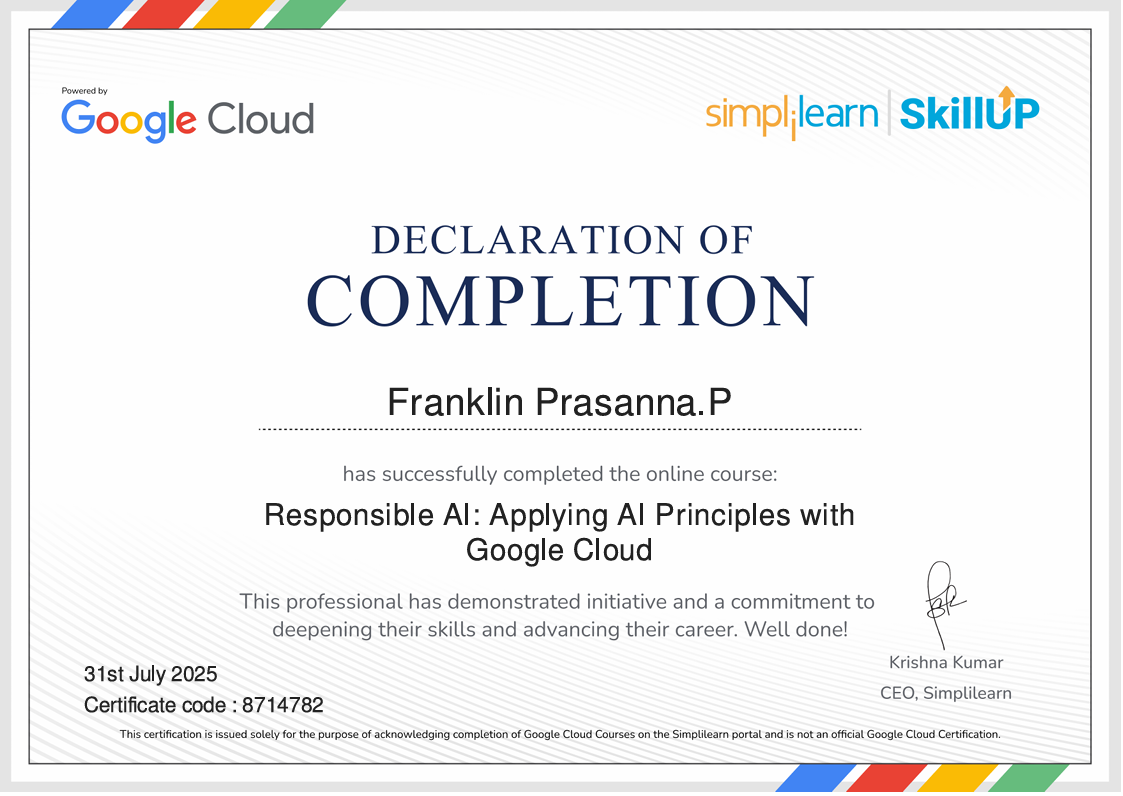 Powered by
Google Cloud
simplilearn | SkillUP
DECLARATION OF
COMPLETION
Franklin Prasanna.P
has successfully completed the online course:
Responsible AI: Applying AI Principles with
Google Cloud
This professional has demonstrated initiative and a commitment to
deepening their skills and advancing their career. Well done!
31st July 2025
Certificate code : 8714782
Krishna Kumar
CEO, Simplilearn
This certification is issued solely for the purpose of acknowledging completion of Google Cloud Courses on the Simplilearn portal and is not an official Google Cloud Certification.